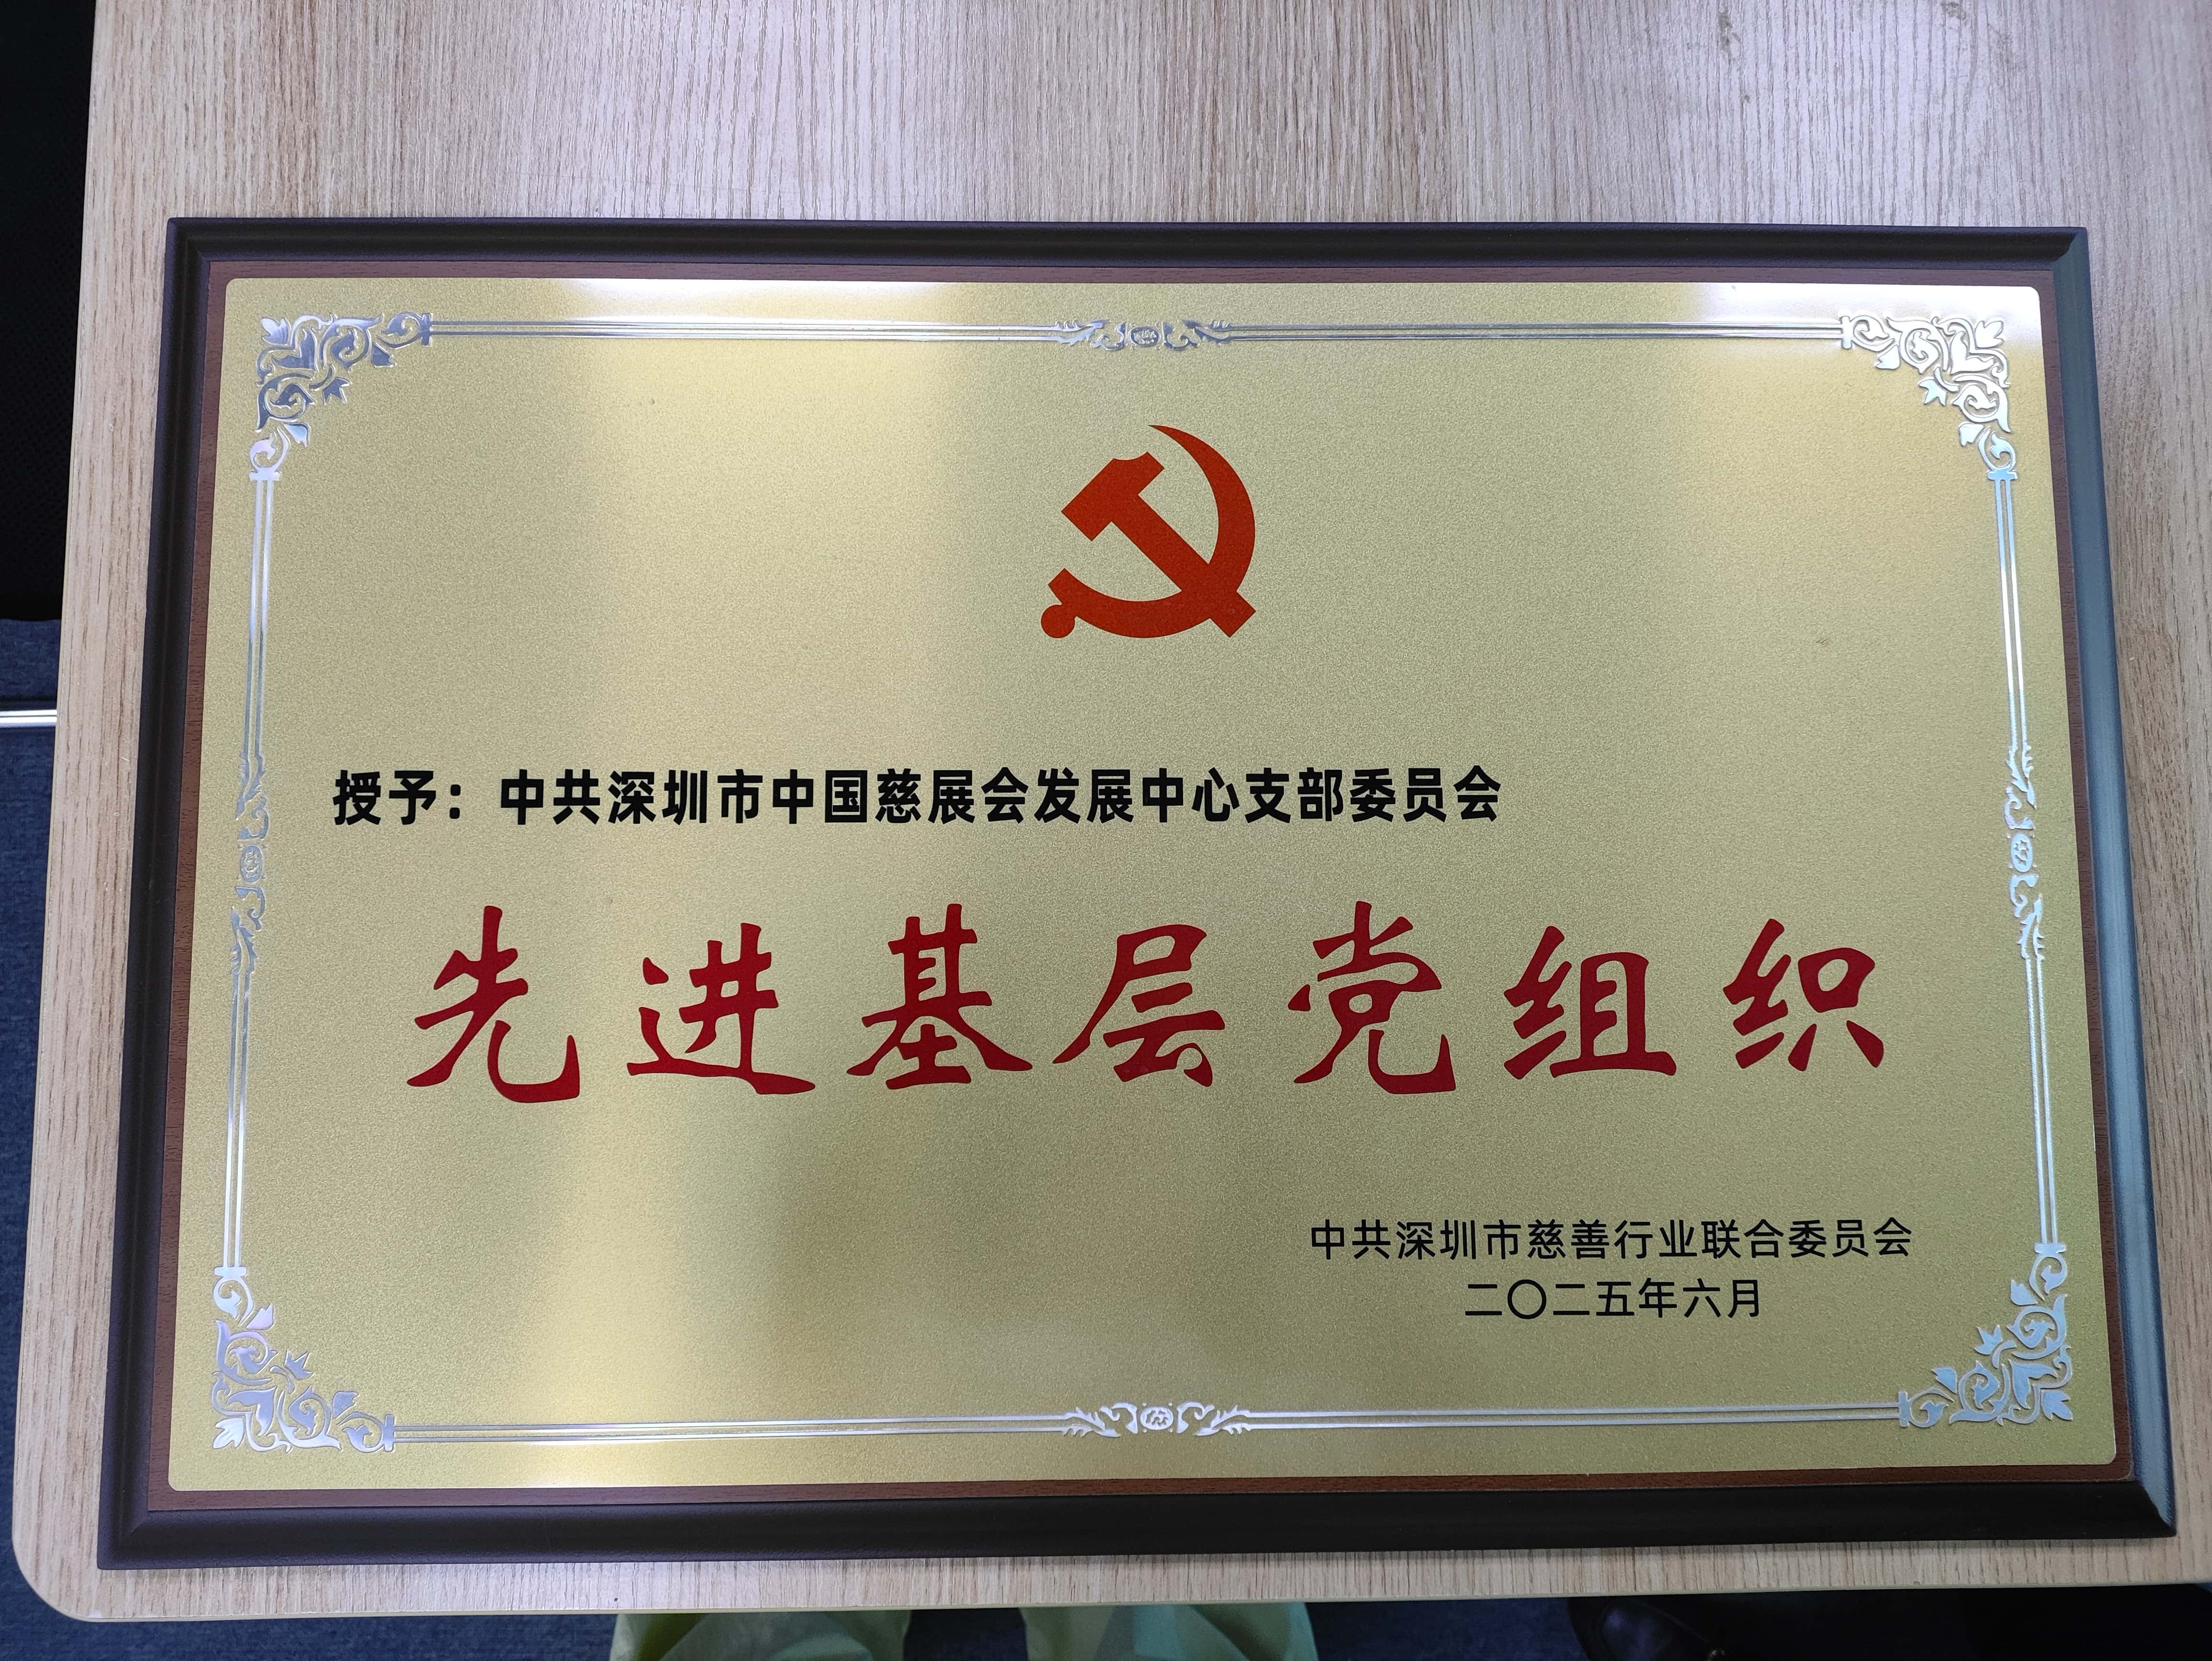 授予：中共深圳市中国慈展会发展中心支部委员会
先进基层党组织
中共深圳市慈善行业联合委员会
二〇二五年六月